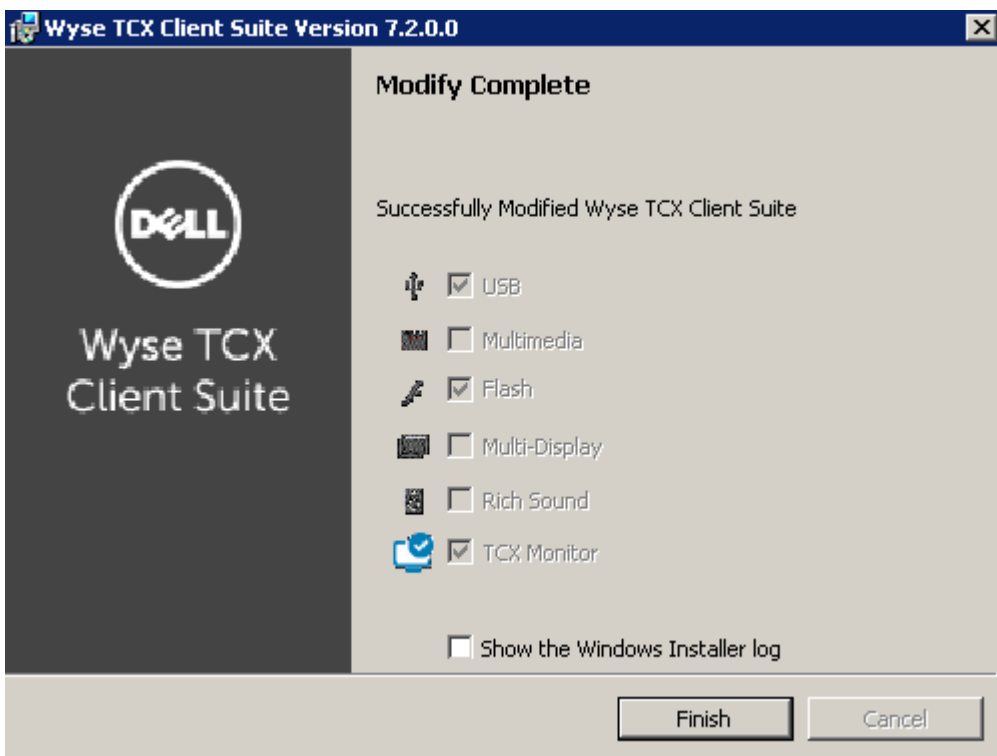 Wyse TCX Client Suite Version 7.2.0.0
Modify Complete
DELL
Wyse TCX
Client Suite
Successfully Modified Wyse TCX Client Suite
USB
Multimedia
Flash
Multi-Display
Rich Sound
TCX Monitor
Show the Windows Installer log
Finish
Cancel